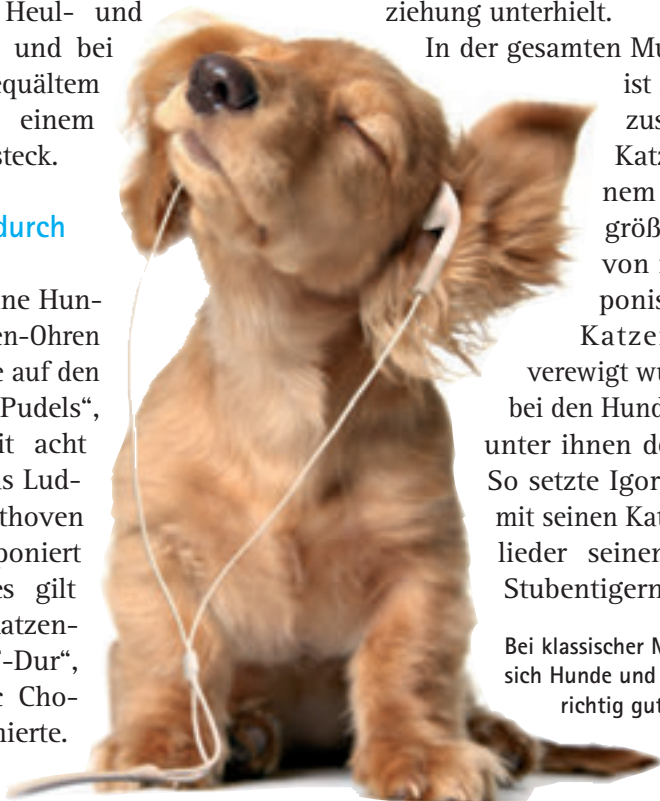 Heul- und
und bei
equältem
einem
steck.
durch
ine Hun-
en-Ohren
e auf den
Pudels“,
it acht
s Lud-
thoven
poniert
es gilt
atzen-
-Dur“,
c Cho-
nierte.
ziehung unterhielt.
In der gesamten Mu
ist
zus
Katz
nem
größ
von
ponis
Katzen
verewigt wu
bei den Hund
unter ihnen de
So setzte Igor
mit seinen Kat
lieder seiner
Stubentigern
Bei klassischer M
sich Hunde und
richtig gut